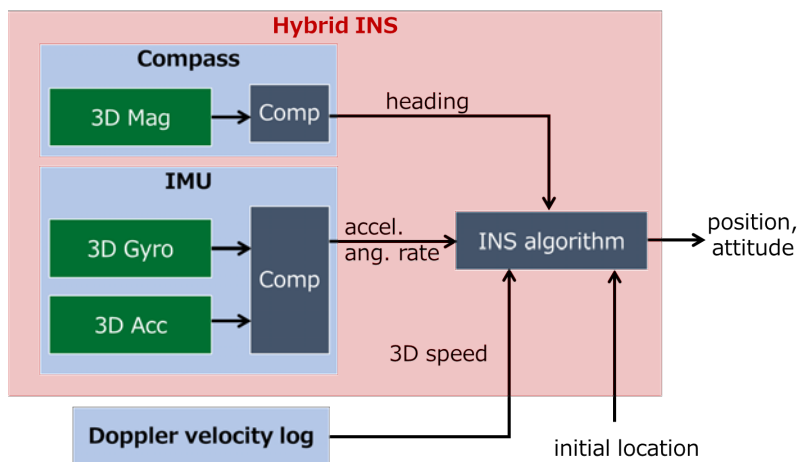 Hybrid INS
Compass
3D Mag
Comp
heading
IMU
3D Gyro
3D Acc
Comp
accel.
ang. rate
INS algorithm
position,
attitude
3D speed
Doppler velocity log
initial location